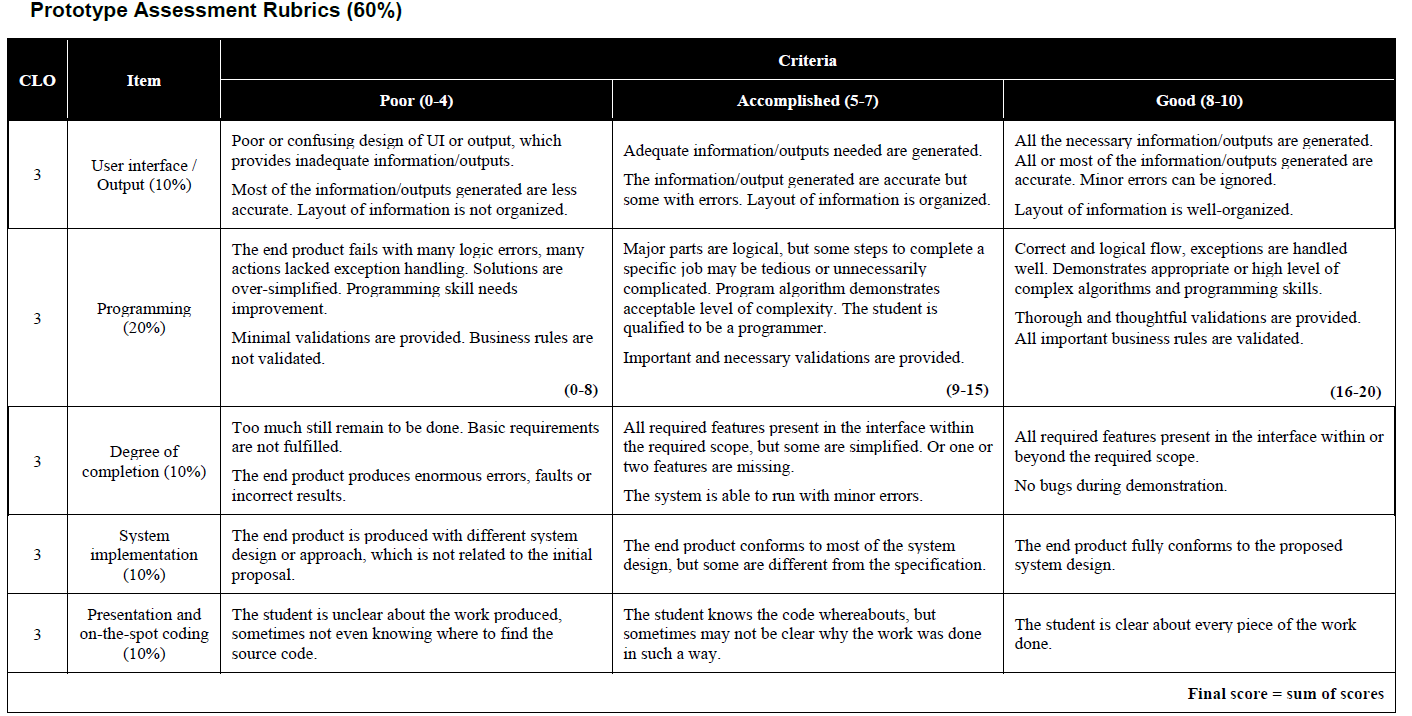 Prototype Assessment Rubrics (60%)
CLO
Item
Criteria
Poor (0-4)
Accomplished (5-7)
Good (8-10)
3
User interface /
Output (10%)
Poor or confusing design of UI or output, which
provides inadequate information/outputs.
Most of the information/outputs generated are less
accurate. Layout of information is not organized.
Adequate information/outputs needed are generated.
The information/output generated are accurate but
some with errors. Layout of information is organized.
All the necessary information/outputs are generated.
All or most of the information/outputs generated are
accurate. Minor errors can be ignored.
Layout of information is well-organized.
3
Programming
(20%)
The end product fails with many logic errors, many
actions lacked exception handling. Solutions are
over-simplified. Programming skill needs
improvement.
Minimal validations are provided. Business rules are
not validated.
(0-8)
Major parts are logical, but some steps to complete a
specific job may be tedious or unnecessarily
complicated. Program algorithm demonstrates
acceptable level of complexity. The student is
qualified to be a programmer.
Important and necessary validations are provided.
(9-15)
Correct and logical flow, exceptions are handled
well. Demonstrates appropriate or high level of
complex algorithms and programming skills.
Thorough and thoughtful validations are provided.
All important business rules are validated.
(16-20)
3
Degree of
completion (10%)
Too much still remain to be done. Basic requirements
are not fulfilled.
The end product produces enormous errors, faults or
incorrect results.
All required features present in the interface within
the required scope, but some are simplified. Or one or
two features are missing.
The system is able to run with minor errors.
All required features present in the interface within or
beyond the required scope.
No bugs during demonstration.
3
System
implementation
(10%)
The end product is produced with different system
design or approach, which is not related to the initial
proposal.
The end product conforms to most of the system
design, but some are different from the specification.
The end product fully conforms to the proposed
system design.
3
Presentation and
on-the-spot coding
(10%)
The student is unclear about the work produced,
sometimes not even knowing where to find the
source code.
The student knows the code whereabouts, but
sometimes may not be clear why the work was done
in such a way.
The student is clear about every piece of the work
done.
Final score = sum of scores